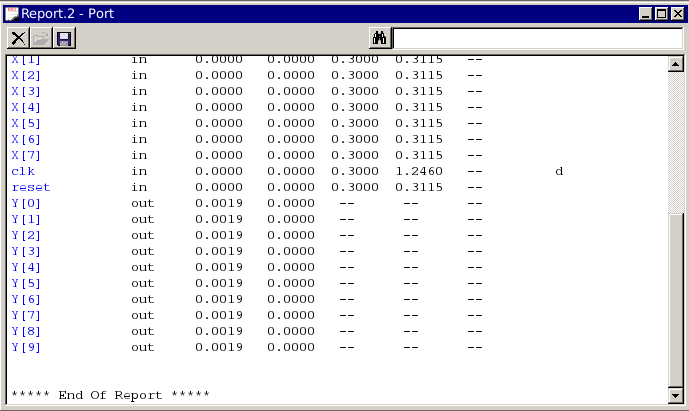 Report.2 - Port
X[1] in 0.0000 0.0000 0.3000 0.3115 --
X[2] in 0.0000 0.0000 0.3000 0.3115 --
X[3] in 0.0000 0.0000 0.3000 0.3115 --
X[4] in 0.0000 0.0000 0.3000 0.3115 --
X[5] in 0.0000 0.0000 0.3000 0.3115 --
X[6] in 0.0000 0.0000 0.3000 0.3115 --
X[7] in 0.0000 0.0000 0.3000 0.3115 --
clk in 0.0000 0.0000 0.3000 1.2460 -- d
reset in 0.0000 0.0000 0.3000 0.3115 --
Y[0] out 0.0019 0.0000 -- -- --
Y[1] out 0.0019 0.0000 -- -- --
Y[2] out 0.0019 0.0000 -- -- --
Y[3] out 0.0019 0.0000 -- -- --
Y[4] out 0.0019 0.0000 -- -- --
Y[5] out 0.0019 0.0000 -- -- --
Y[6] out 0.0019 0.0000 -- -- --
Y[7] out 0.0019 0.0000 -- -- --
Y[8] out 0.0019 0.0000 -- -- --
Y[9] out 0.0019 0.0000 -- -- --
***** End Of Report *****